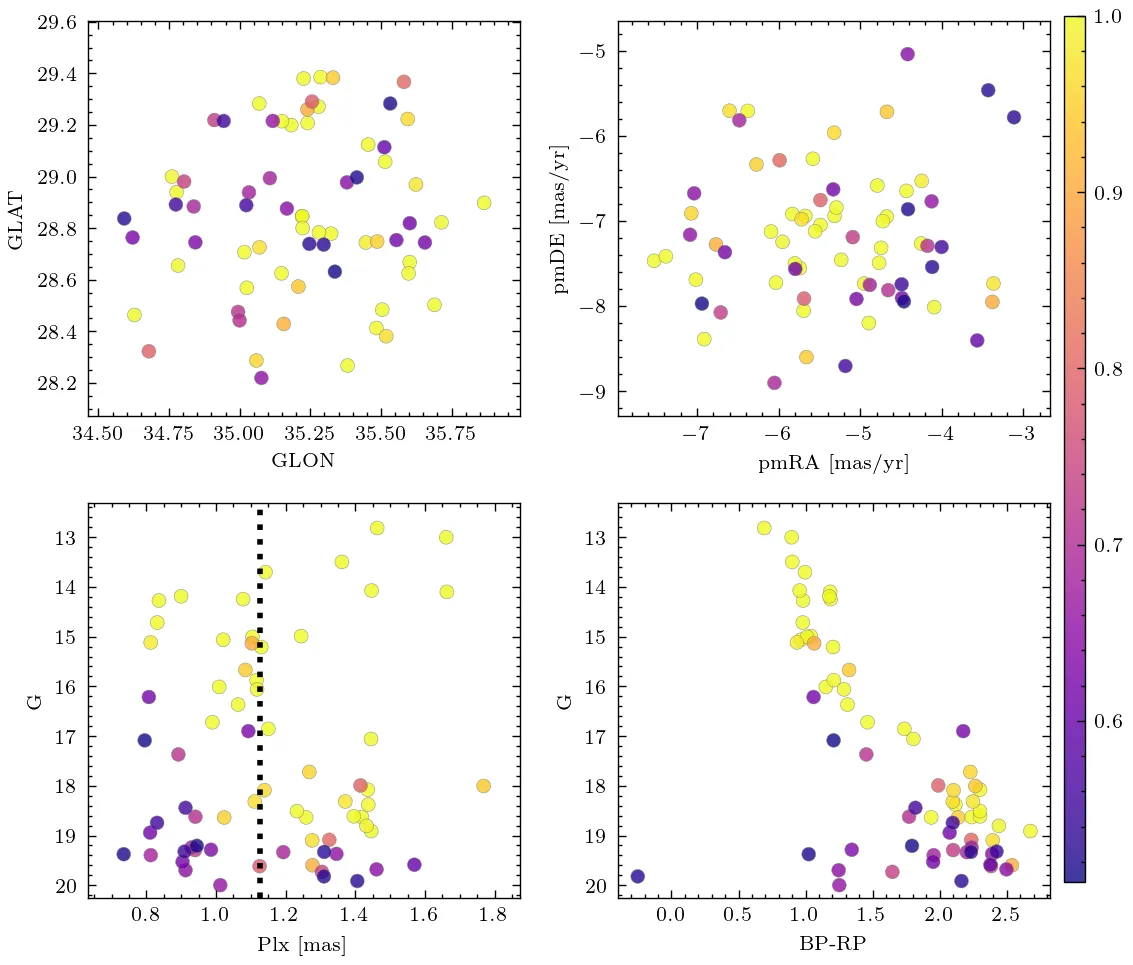 29.6
29.4
29.2
29.0
28.8
28.6
28.4
28.2
GLAT
34.50 34.75 35.00 35.25 35.50 35.75
GLON
−5
−6
−7
−8
−9
pmDE [mas/yr]
−7 −6 −5 −4 −3
pmRA [mas/yr]
1.0
0.9
0.8
0.7
0.6
13
14
15
16
17
18
19
20
G
0.8 1.0 1.2 1.4 1.6 1.8
Plx [mas]
13
14
15
16
17
18
19
20
G
0.0 0.5 1.0 1.5 2.0 2.5
BP-RP